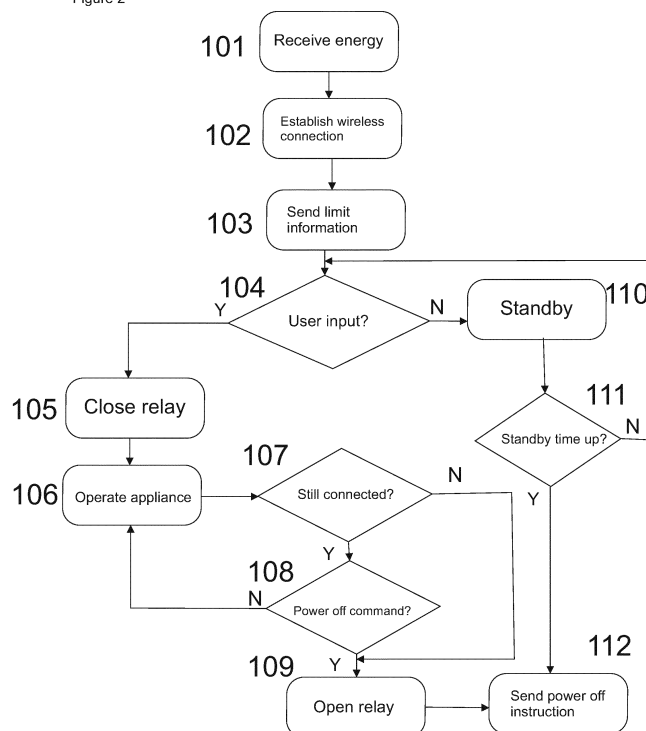 Figure 2
101
Receive energy
102
Establish wireless
connection
103
Send limit
information
104
User input?
Y
N
Standby
110
105
Close relay
111
Standby time up?
N
Y
106
Operate appliance
107
Still connected?
N
Y
108
Power off command?
N
Y
109
Open relay
112
Send power off
instruction